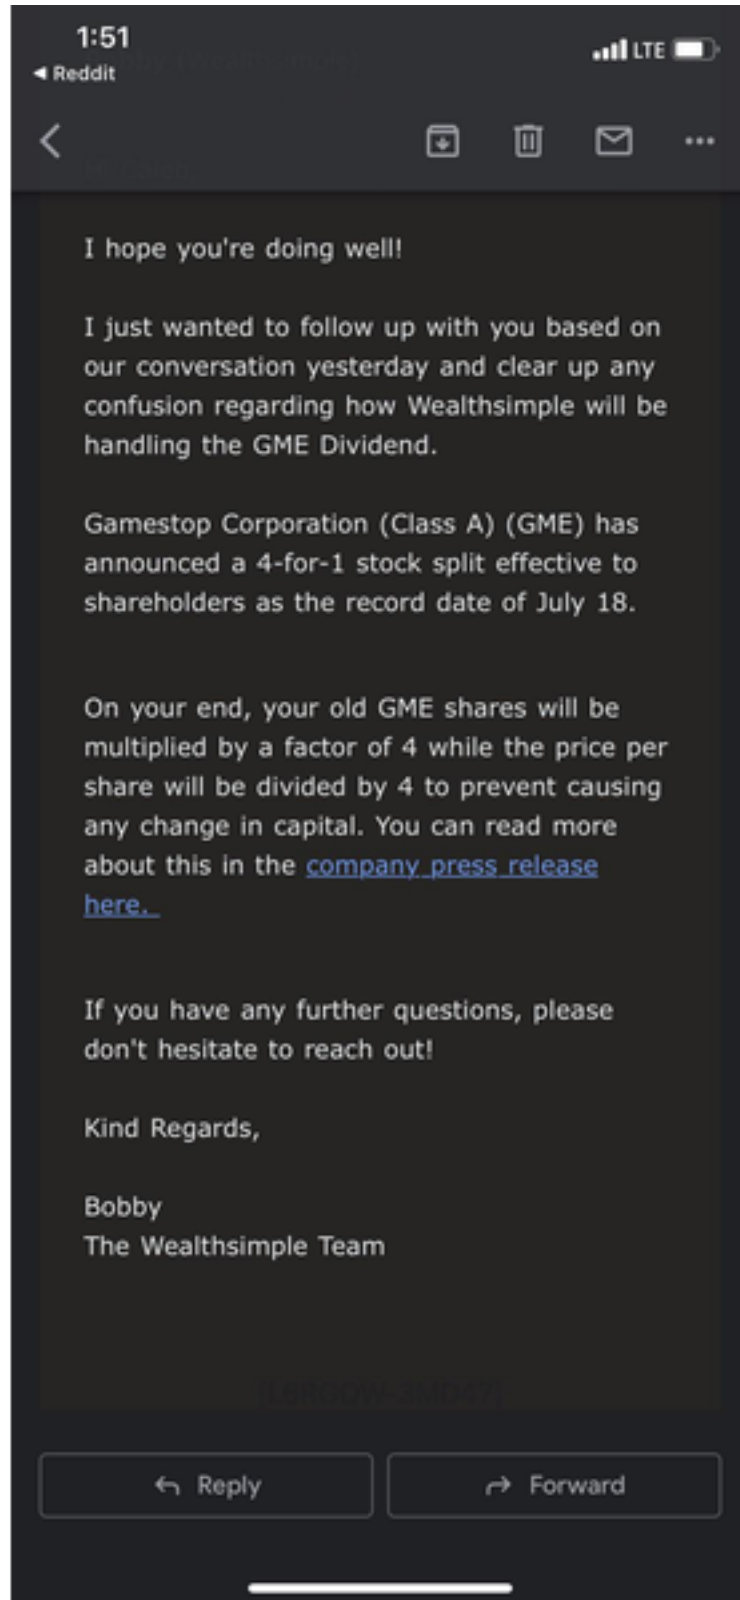 1:51
LTE
Reddit
I hope you're doing well!
I just wanted to follow up with you based on
our conversation yesterday and clear up any
confusion regarding how Wealthsimple will be
handling the GME Dividend.
Gamestop Corporation (Class A) (GME) has
announced a 4-for-1 stock split effective to
shareholders as the record date of July 18.
On your end, your old GME shares will be
multiplied by a factor of 4 while the price per
share will be divided by 4 to prevent causing
any change in capital. You can read more
about this in the company press release
here.
If you have any further questions, please
don't hesitate to reach out!
Kind Regards,
Bobby
The Wealthsimple Team
Reply
Forward